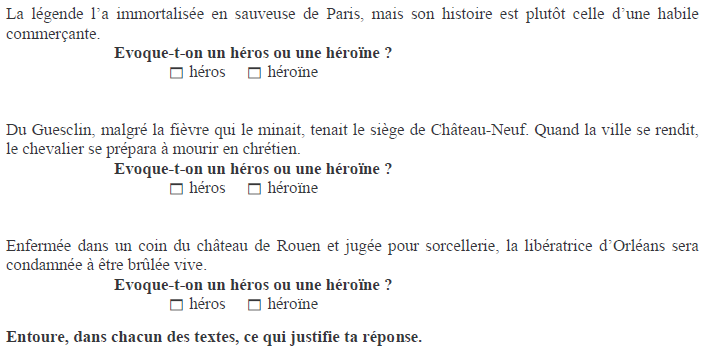 La légende l’a immortalisée en sauveuse de Paris, mais son histoire est plutôt celle d’une habile
commerçante.
Evoque-t-on un héros ou une héroïne ?
☐ héros ☐ héroïne
Du Guesclin, malgré la fièvre qui le minait, tenait le siège de Château-Neuf. Quand la ville se rendit,
le chevalier se prépara à mourir en chrétien.
Evoque-t-on un héros ou une héroïne ?
☐ héros ☐ héroïne
Enfermée dans un coin du château de Rouen et jugée pour sorcellerie, la libératrice d’Orléans sera
condamnée à être brûlée vive.
Evoque-t-on un héros ou une héroïne ?
☐ héros ☐ héroïne
Entoure, dans chacun des textes, ce qui justifie ta réponse.